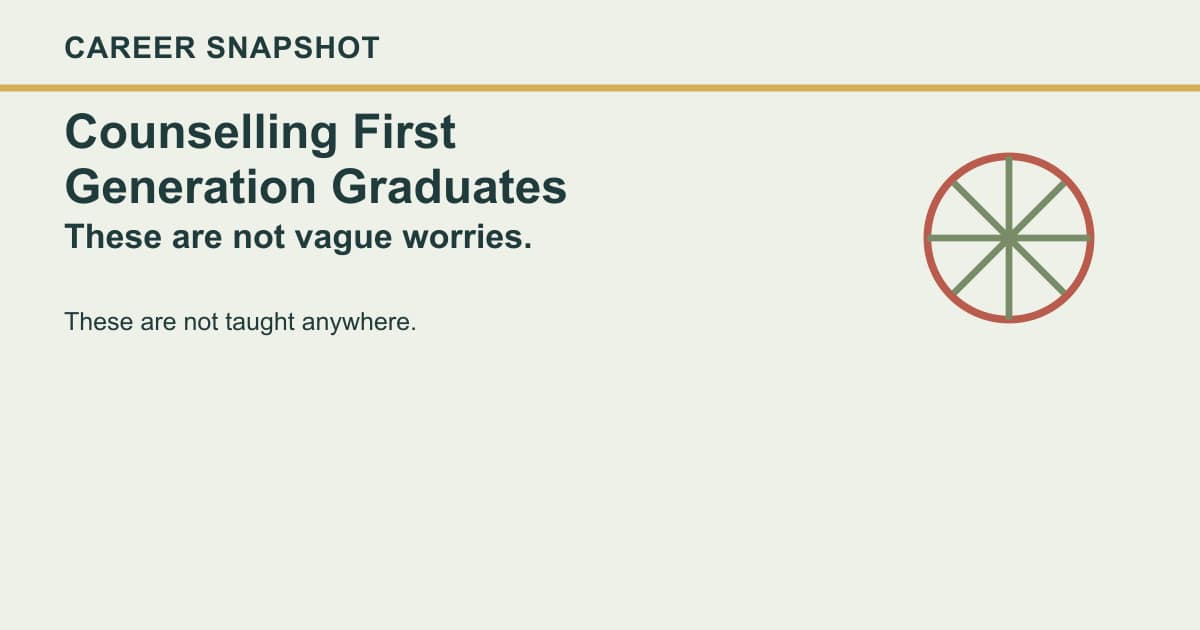 CAREER SNAPSHOT
Counselling First
Generation Graduates
These are not vague worries.
These are not taught anywhere.